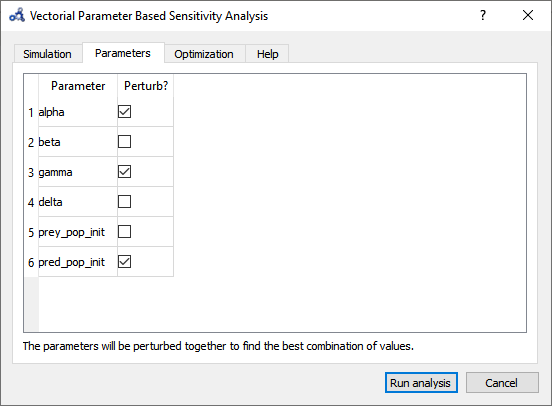 Vectorial Parameter Based Sensitivity Analysis
Simulation Parameters Optimization Help
Parameter Perturb?
1 alpha
2 beta
3 gamma
4 delta
5 prey_pop_init
6 pred_pop_init
The parameters will be perturbed together to find the best combination of values.
Run analysis Cancel